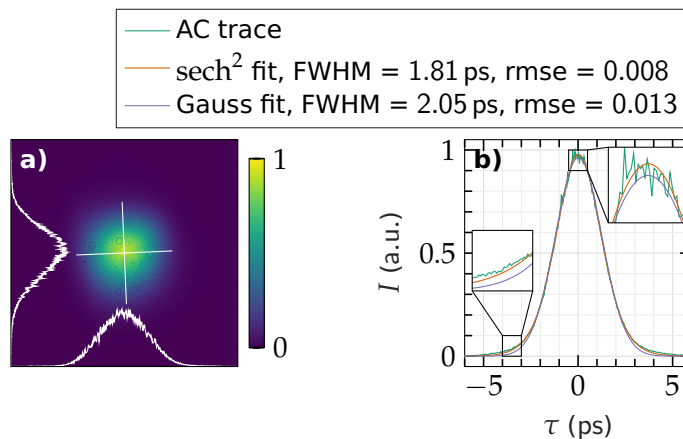 AC trace
sech² fit, FWHM = 1.81 ps, rmse = 0.008
Gauss fit, FWHM = 2.05 ps, rmse = 0.013
a)
1
0
b)
1
0.5
0
I (a.u.)
−5 0 5
τ (ps)